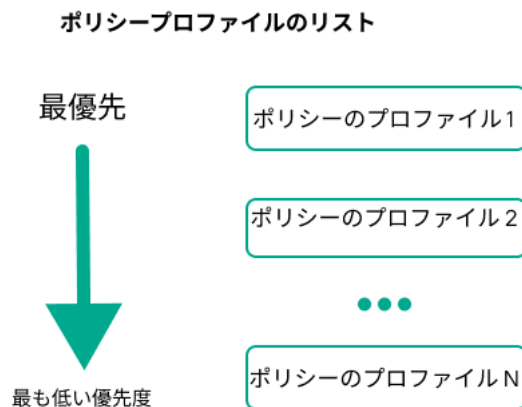 ポリシープロファイルのリスト
最優先
ポリシーのプロファイル 1
ポリシーのプロファイル 2
ポリシーのプロファイル N
最も低い優先度